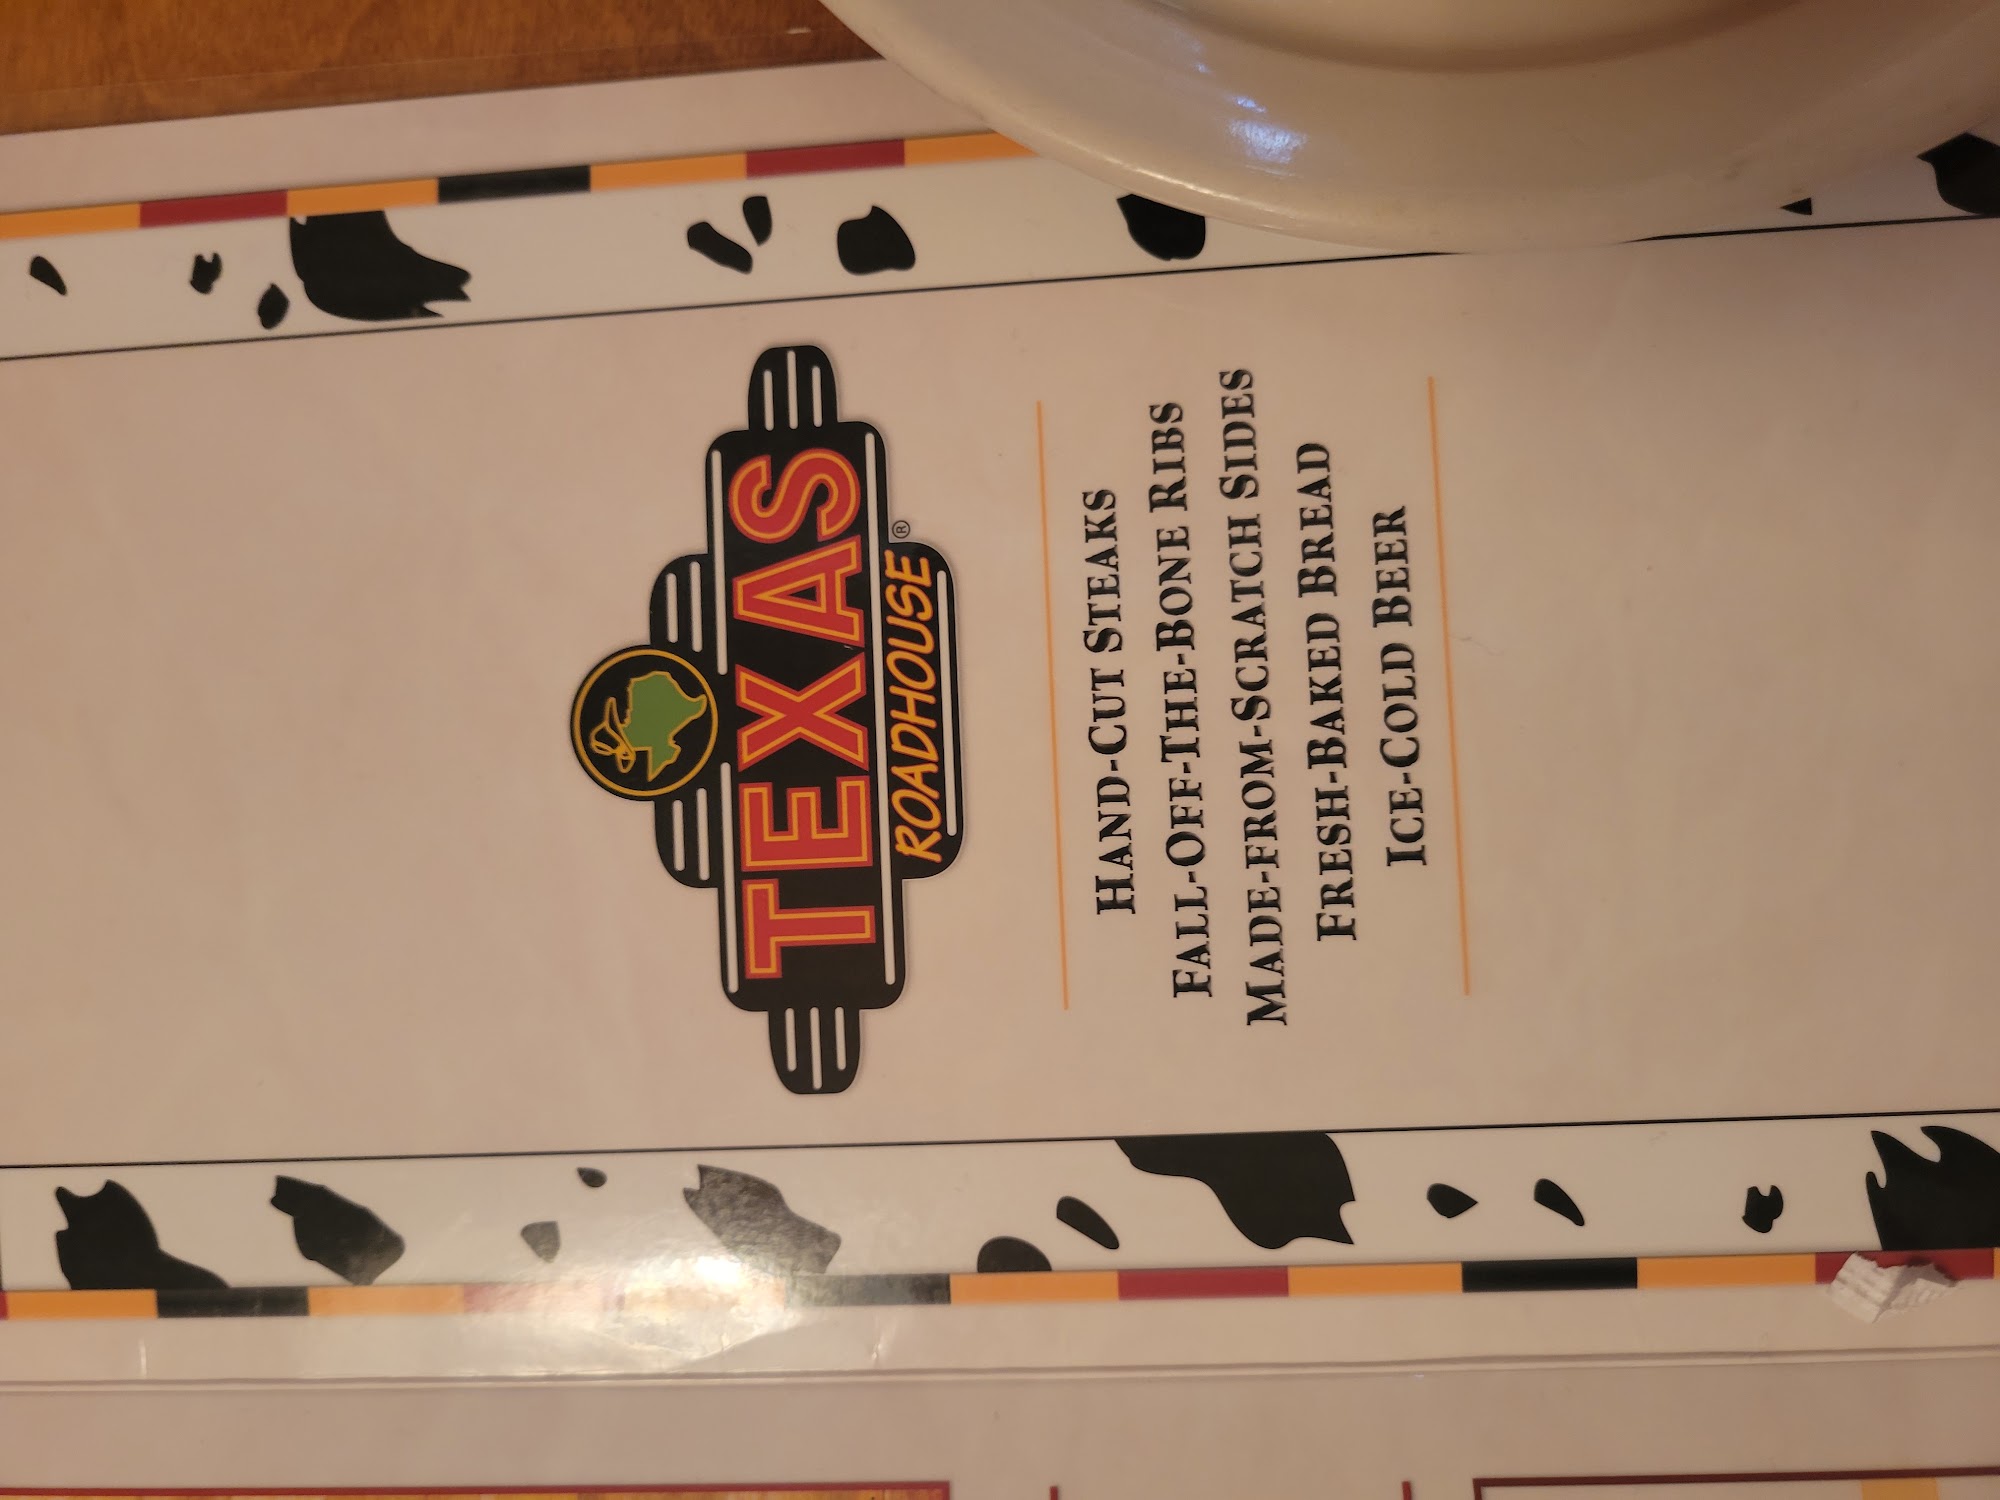 TEXAS
ROADHOUSE®
Hand-Cut Steaks
Fall-Off-The-Bone Ribs
Made-From-Scratch Sides
Fresh-Baked Bread
Ice-Cold Beer